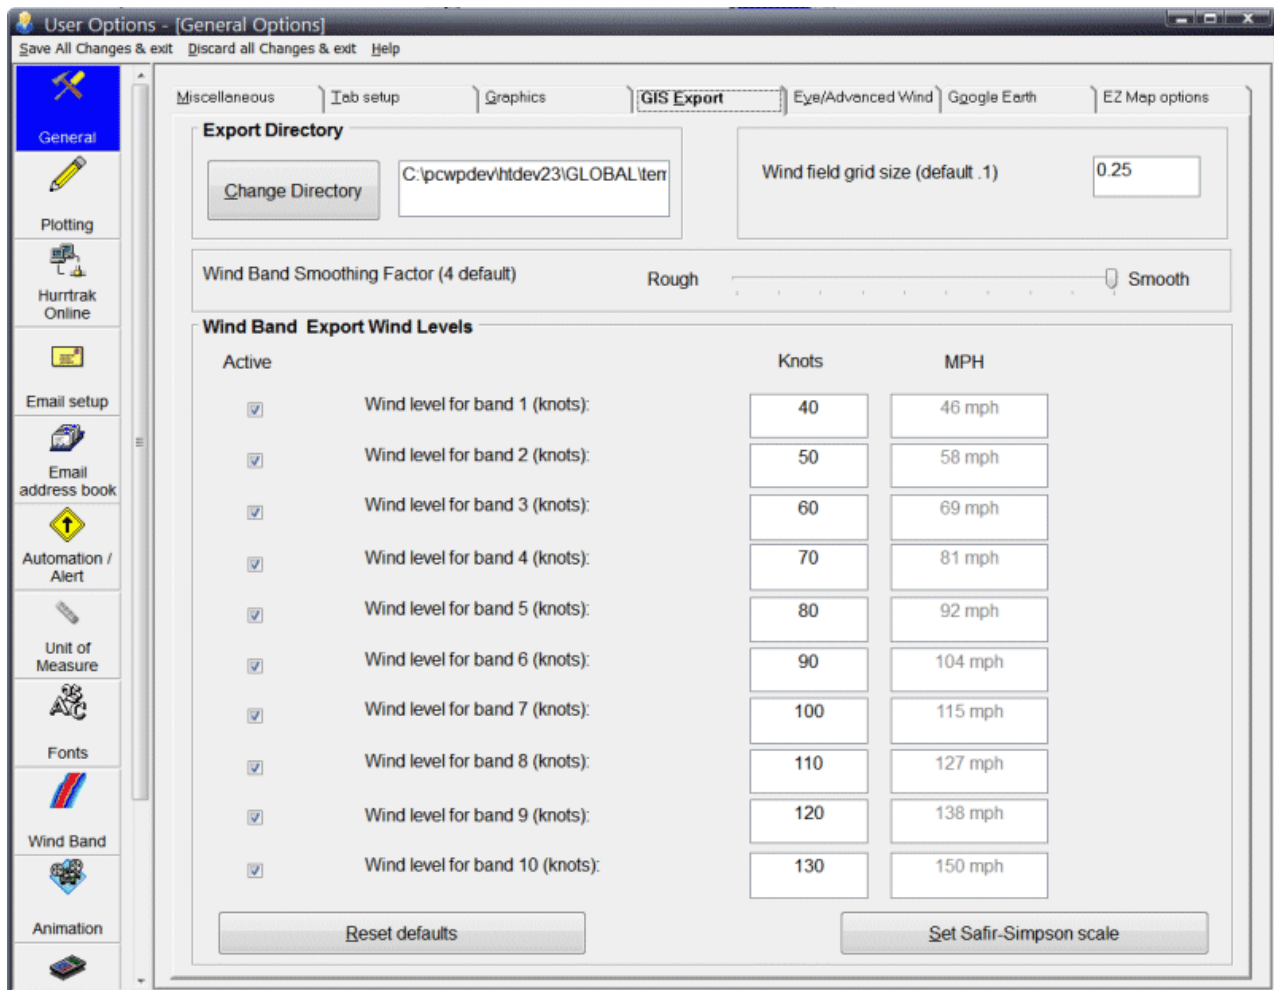 User Options - [General Options]
Save All Changes & exit Discard all Changes & exit Help
General
Plotting
Hurrtrak
Online
Email setup
Email
address book
Automation /
Alert
Unit of
Measure
Fonts
Wind Band
Animation
Miscellaneous Tab setup Graphics GIS Export Eye/Advanced Wind Google Earth EZ Map options
Export Directory
Change Directory
C:\pcwpdev\htdev23\GLOBAL\tem
Wind field grid size (default .1) 0.25
Wind Band Smoothing Factor (4 default) Rough Smooth
Wind Band Export Wind Levels
Active Knots MPH
Wind level for band 1 (knots): 40 46 mph
Wind level for band 2 (knots): 50 58 mph
Wind level for band 3 (knots): 60 69 mph
Wind level for band 4 (knots): 70 81 mph
Wind level for band 5 (knots): 80 92 mph
Wind level for band 6 (knots): 90 104 mph
Wind level for band 7 (knots): 100 115 mph
Wind level for band 8 (knots): 110 127 mph
Wind level for band 9 (knots): 120 138 mph
Wind level for band 10 (knots): 130 150 mph
Reset defaults Set Safir-Simpson scale